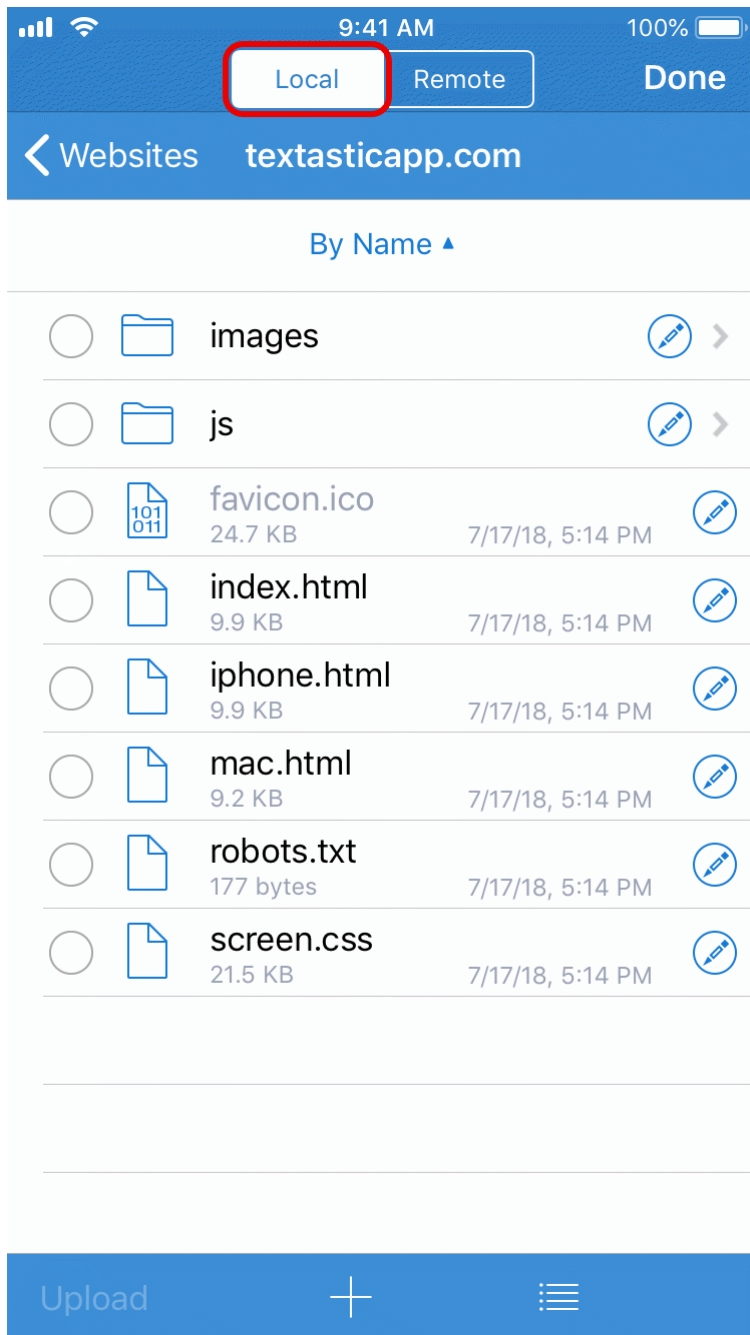 9:41 AM 100%
Local Remote Done
Websites textasticapp.com
By Name
images
js
101
011
favicon.ico
24.7 KB 7/17/18, 5:14 PM
index.html
9.9 KB 7/17/18, 5:14 PM
iphone.html
9.9 KB 7/17/18, 5:14 PM
mac.html
9.2 KB 7/17/18, 5:14 PM
robots.txt
177 bytes 7/17/18, 5:14 PM
screen.css
21.5 KB 7/17/18, 5:14 PM
Upload